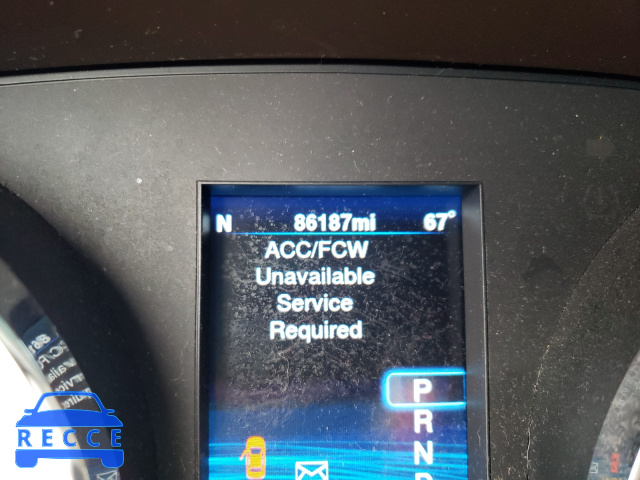 N 86187mi 67°
ACC/FCW
Unavailable
Service
Required
P
R
N
RECCE